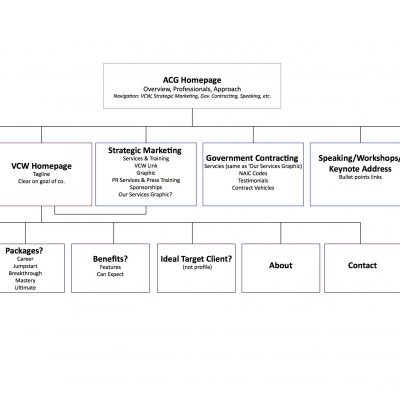 ACG Homepage
Overview, Professionals, Approach
Navigation: VCW, Strategic Marketing, Gov. Contracting, Speaking, etc.
VCW Homepage
Tagline
Clear on goal of co.
Strategic Marketing
Services & Training
VCW Link
Graphic
PR Services & Press Training
Sponsorships
Our Services Graphic?
Government Contracting
Servcies (same as 'Our Services Graphic)
NAIC Codes
Testimonials
Contract Vehicles
Speaking/Workshops/
Keynote Address
Bullet points links
Packages?
Career
Jumpstart
Breakthrough
Mastery
Ultimate
Benefits?
Features
Can Expect
Ideal Target Client?
(not profile)
About
Contact